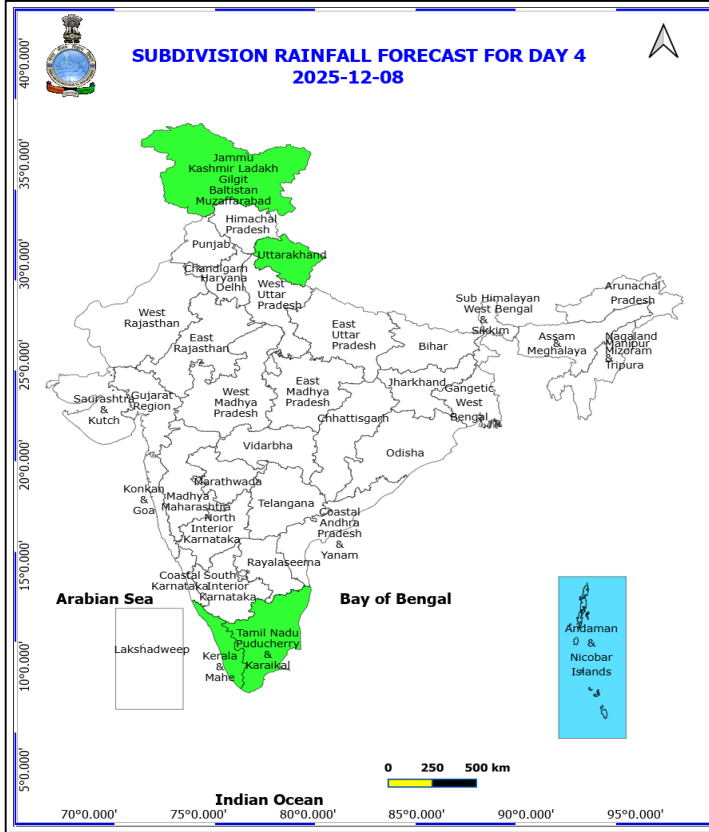 SUBDIVISION RAINFALL FORECAST FOR DAY 4
2025-12-08
40°0.000'
35°0.000'
30°0.000'
25°0.000'
20°0.000'
15°0.000'
10°0.000'
5°0.000'
Jammu
Kashmir Ladakh
Gilgit
Baltistan
Muzaffarabad
Himachal
Pradesh
Punjab
Uttarakhand
Chandigarh
Haryana
Delhi
West
Uttar
Pradesh
West
Rajasthan
East
Rajasthan
East
Uttar
Pradesh
Bihar
Sub Himalayan
West Bengal
&
Sikkim
Arunachal
Pradesh
Assam
&
Meghalaya
Nagaland
Manipur
Mizoram
&
Tripura
Saurashtra
&
Kutch
Gujarat
Region
West
Madhya
Pradesh
East
Madhya
Pradesh
Jharkhand
Gangetic
West
Bengal
Chhattisgarh
Odisha
Vidarbha
Konkan
&
Goa
Madhya
Maharashtra
Marathwada
Telangana
North
Interior
Karnataka
Coastal
Andhra
Pradesh
&
Yanam
Rayalaseema
Coastal
Karnataka
South
Interior
Karnataka
Arabian Sea
Bay of Bengal
Lakshadweep
Kerala
&
Mahe
Tamil Nadu
Puducherry
&
Karaikal
Andaman
&
Nicobar
Islands
0 250 500 km
Indian Ocean
70°0.000' 75°0.000' 80°0.000' 85°0.000' 90°0.000' 95°0.000'